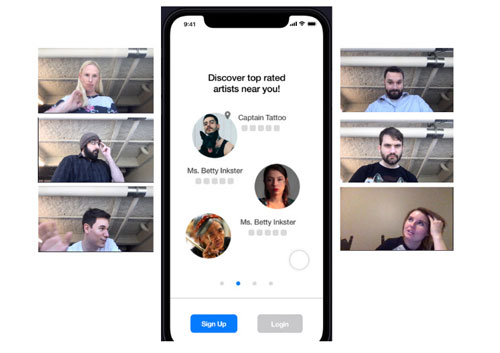 9:41
Discover top rated
artists near you!
Captain Tattoo
Ms. Betty Inkster
Ms. Betty Inkster
Sign Up
Login